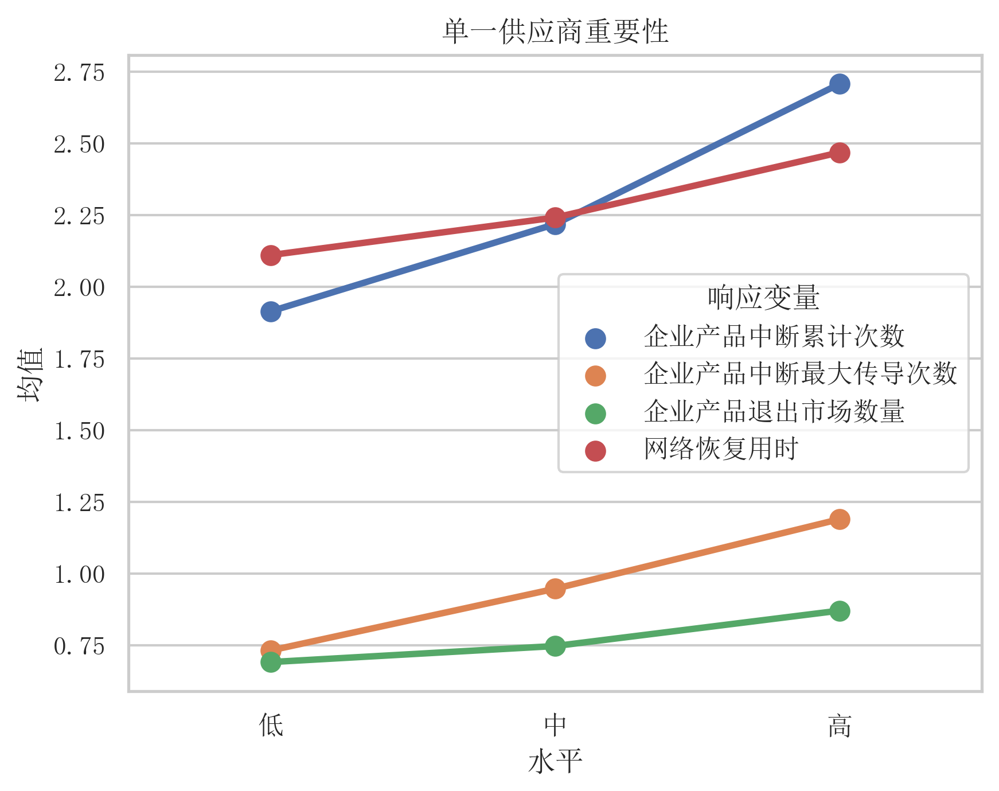 单一供应商重要性
2.75
2.50
2.25
2.00
1.75
1.50
1.25
1.00
0.75
均值
响应变量
企业产品中断累计次数
企业产品中断最大传导次数
企业产品退出市场数量
网络恢复用时
低
中
高
水平